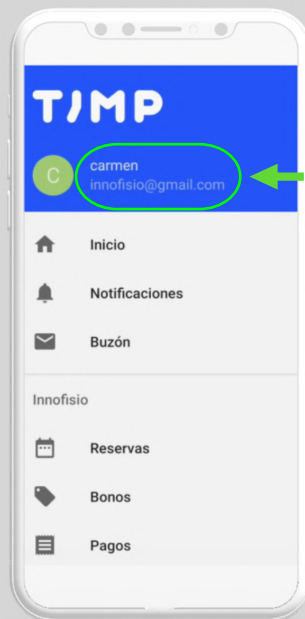 TIMP
C
carmen
innofisio@gmail.com
Inicio
Notificaciones
Buzón
Innofisio
Reservas
Bonos
Pagos